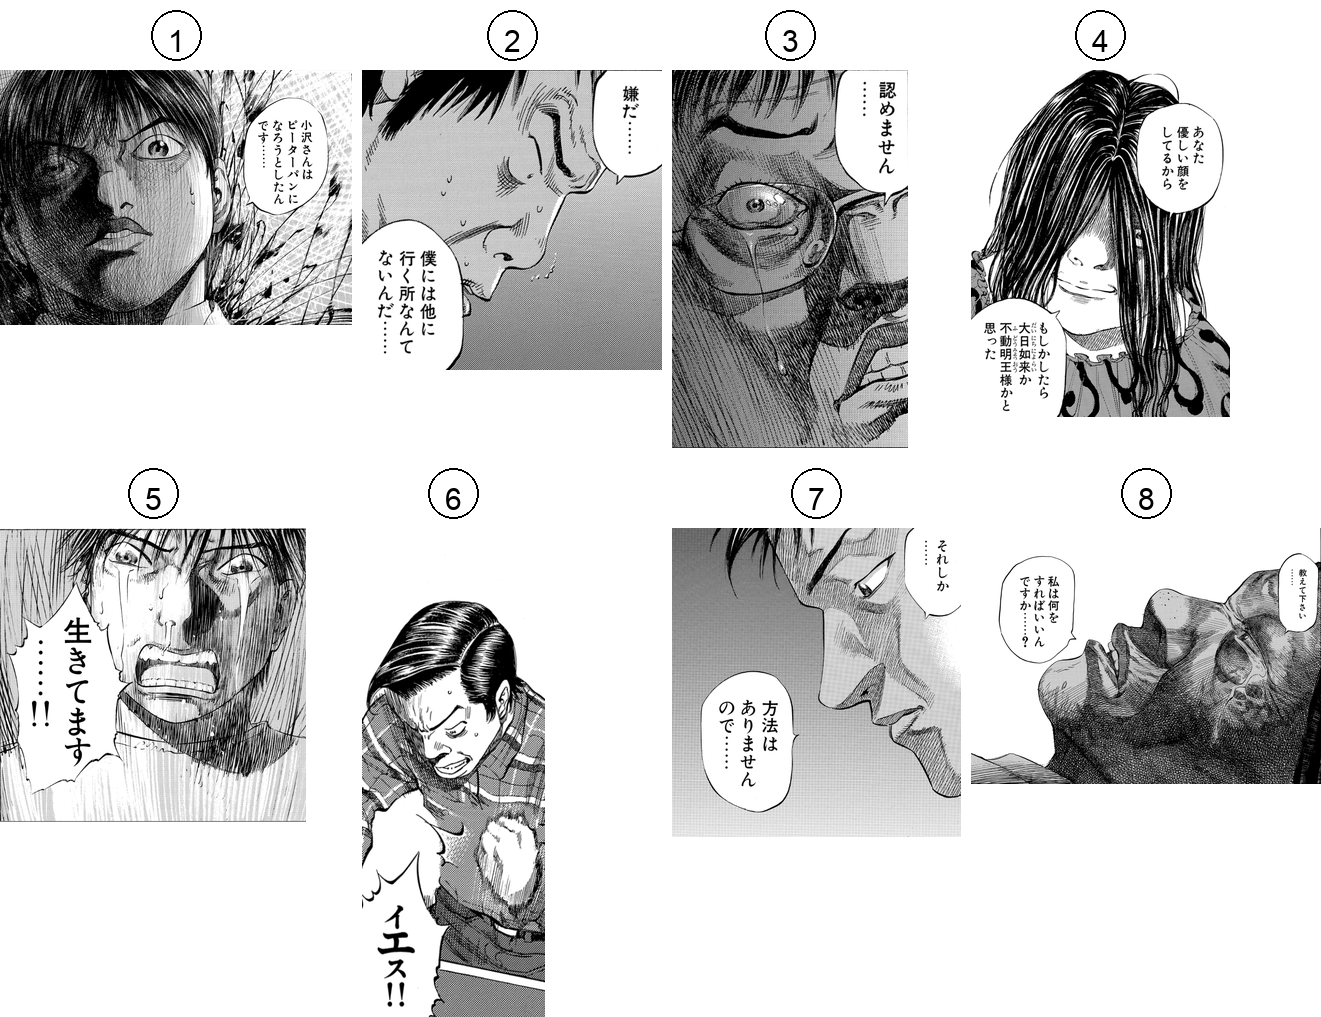 1
小沢さんは
ピーターパンに
なろうとしたん
です……
2
嫌だ……
僕には他に
行く所なんて
ないんだ……
3
認めません
……
4
あなた
優しい顔を
してるから
もしかしたら
大日如来か
不動明王様かと
思った
5
生きてます
……!!
6
イエス!!
7
それしか
……
方法は
ありません
ので……
8
教えて下さい
……
私は何を
すればいいん
ですか……?